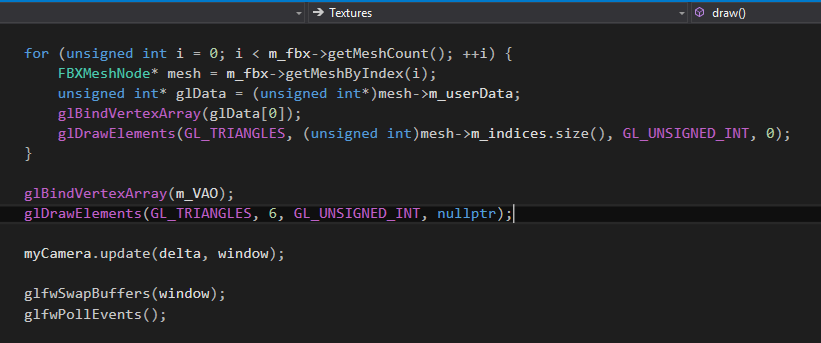 Textures draw()
for (unsigned int i = 0; i < m_fbx->getMeshCount(); ++i) {
    FBXMeshNode* mesh = m_fbx->getMeshByIndex(i);
    unsigned int* glData = (unsigned int*)mesh->m_userData;
    glBindVertexArray(glData[0]);
    glDrawElements(GL_TRIANGLES, (unsigned int)mesh->m_indices.size(), GL_UNSIGNED_INT, 0);
}
glBindVertexArray(m_VAO);
glDrawElements(GL_TRIANGLES, 6, GL_UNSIGNED_INT, nullptr);
myCamera.update(delta, window);
glfwSwapBuffers(window);
glfwPollEvents();